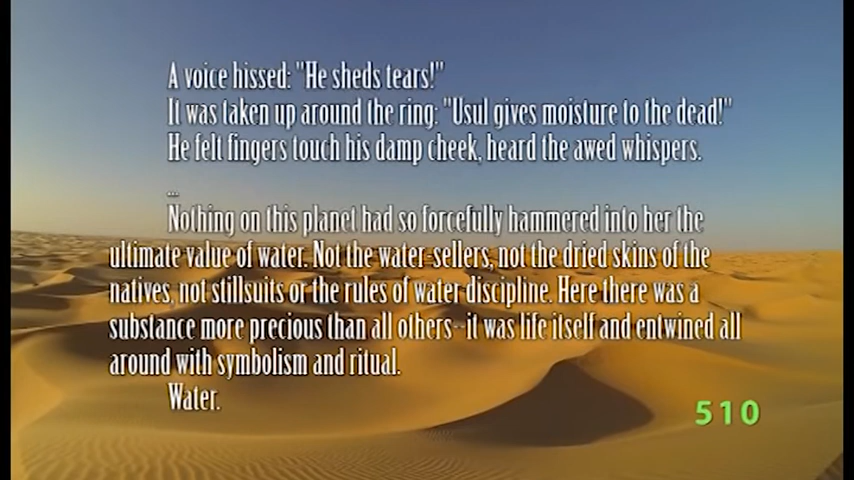 A voice hissed: "He sheds tears!"
It was taken up around the ring: "Usul gives moisture to the dead!"
He felt fingers touch his damp cheek, heard the awed whispers.
...
Nothing on this planet had so forcefully hammered into her the
ultimate value of water. Not the water-sellers, not the dried skins of the
natives, not stillsuits or the rules of water discipline. Here there was a
substance more precious than all others--it was life itself and entwined all
around with symbolism and ritual.
Water.
510